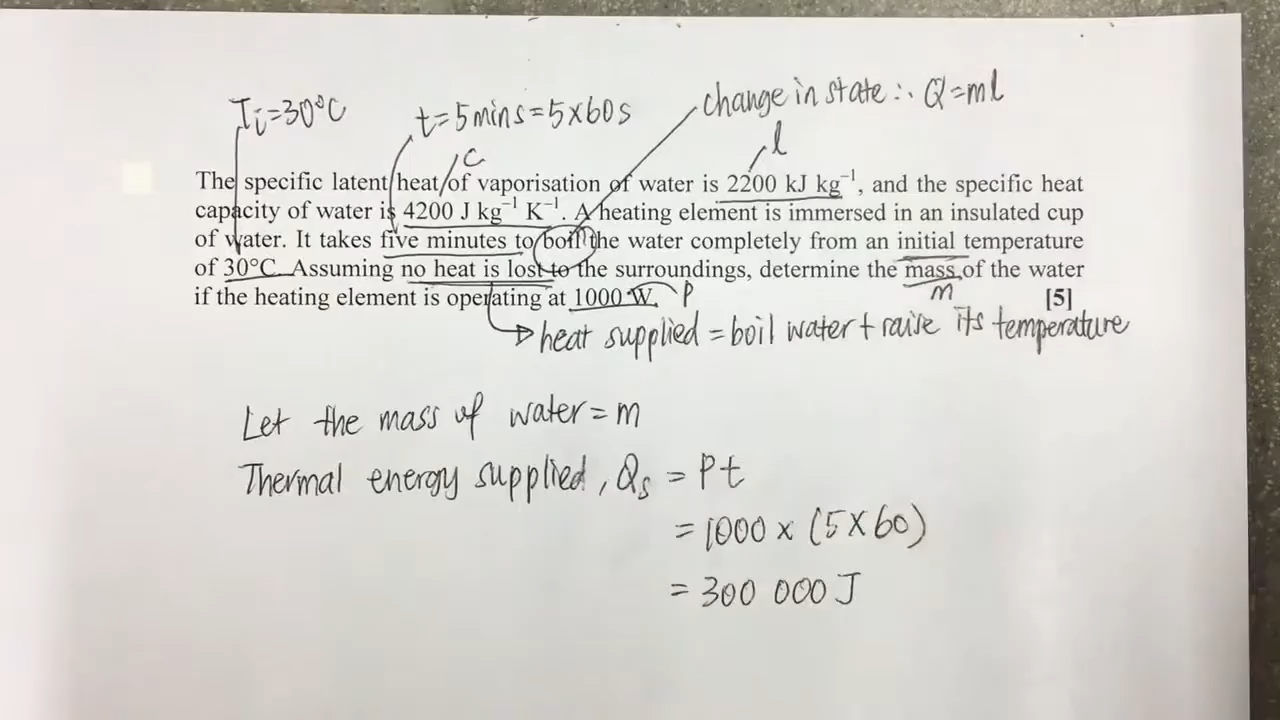 Ti=30°C
t=5mins=5×60s
change in state ∴ Q=ml
c
l
The specific latent heat of vaporisation of water is 2200 kJ kg⁻¹, and the specific heat
capacity of water is 4200 J kg⁻¹ K⁻¹. A heating element is immersed in an insulated cup
of water. It takes five minutes to boil the water completely from an initial temperature
of 30°C. Assuming no heat is lost to the surroundings, determine the mass of the water
if the heating element is operating at 1000 W. [5]
P
m
heat supplied = boil water + raise its temperature
Let the mass of water = m
Thermal energy supplied, Qs = Pt
= 1000 × (5×60)
= 300 000 J